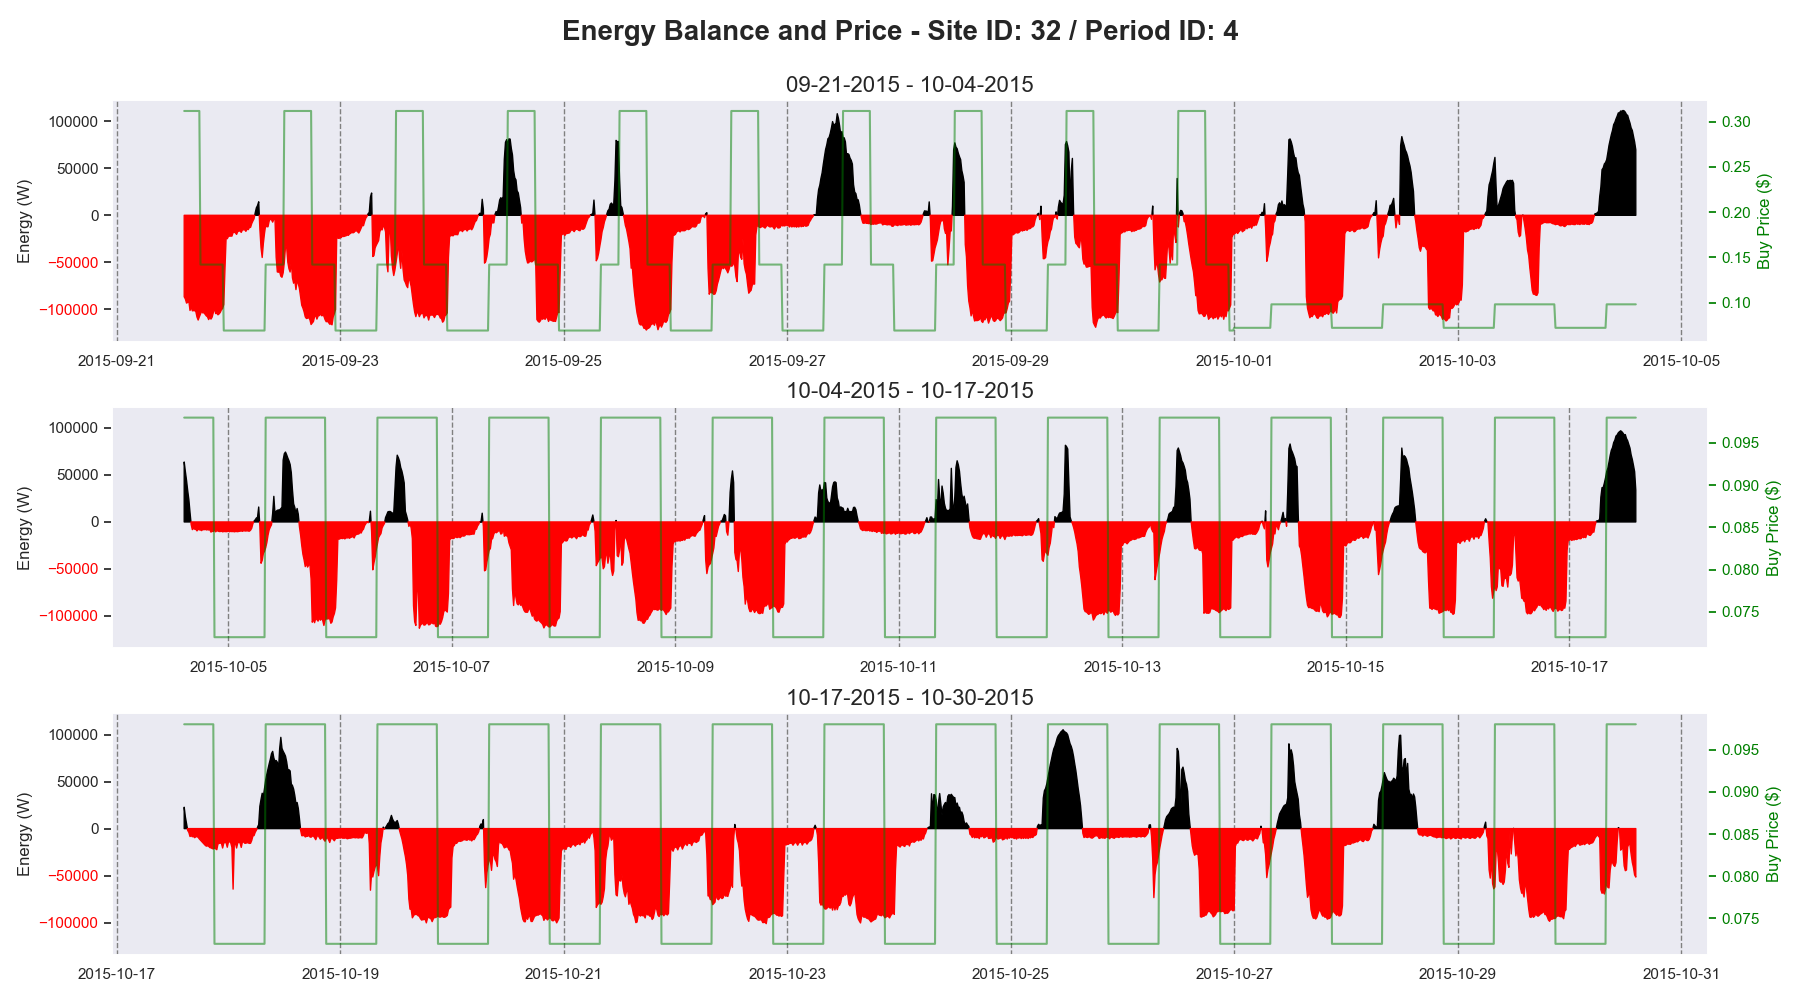 Energy Balance and Price - Site ID: 32 / Period ID: 4
09-21-2015 - 10-04-2015
Energy (W)
100000
50000
0
−50000
−100000
0.30
0.25
0.20
0.15
0.10
Buy Price ($)
2015-09-21 2015-09-23 2015-09-25 2015-09-27 2015-09-29 2015-10-01 2015-10-03 2015-10-05
10-04-2015 - 10-17-2015
Energy (W)
100000
50000
0
−50000
−100000
0.095
0.090
0.085
0.080
0.075
Buy Price ($)
2015-10-05 2015-10-07 2015-10-09 2015-10-11 2015-10-13 2015-10-15 2015-10-17
10-17-2015 - 10-30-2015
Energy (W)
100000
50000
0
−50000
−100000
0.095
0.090
0.085
0.080
0.075
Buy Price ($)
2015-10-17 2015-10-19 2015-10-21 2015-10-23 2015-10-25 2015-10-27 2015-10-29 2015-10-31